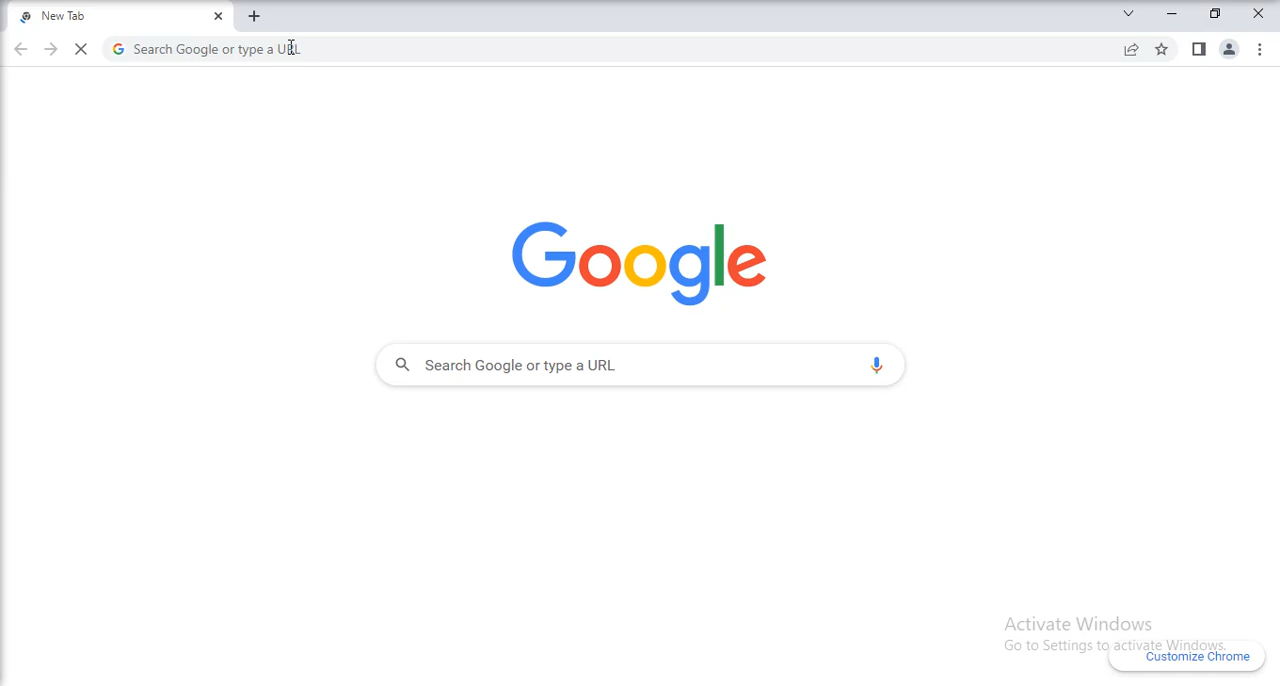 New Tab
Search Google or type a URL
Google
Search Google or type a URL
Activate Windows
Go to Settings to activate Windows.
Customize Chrome